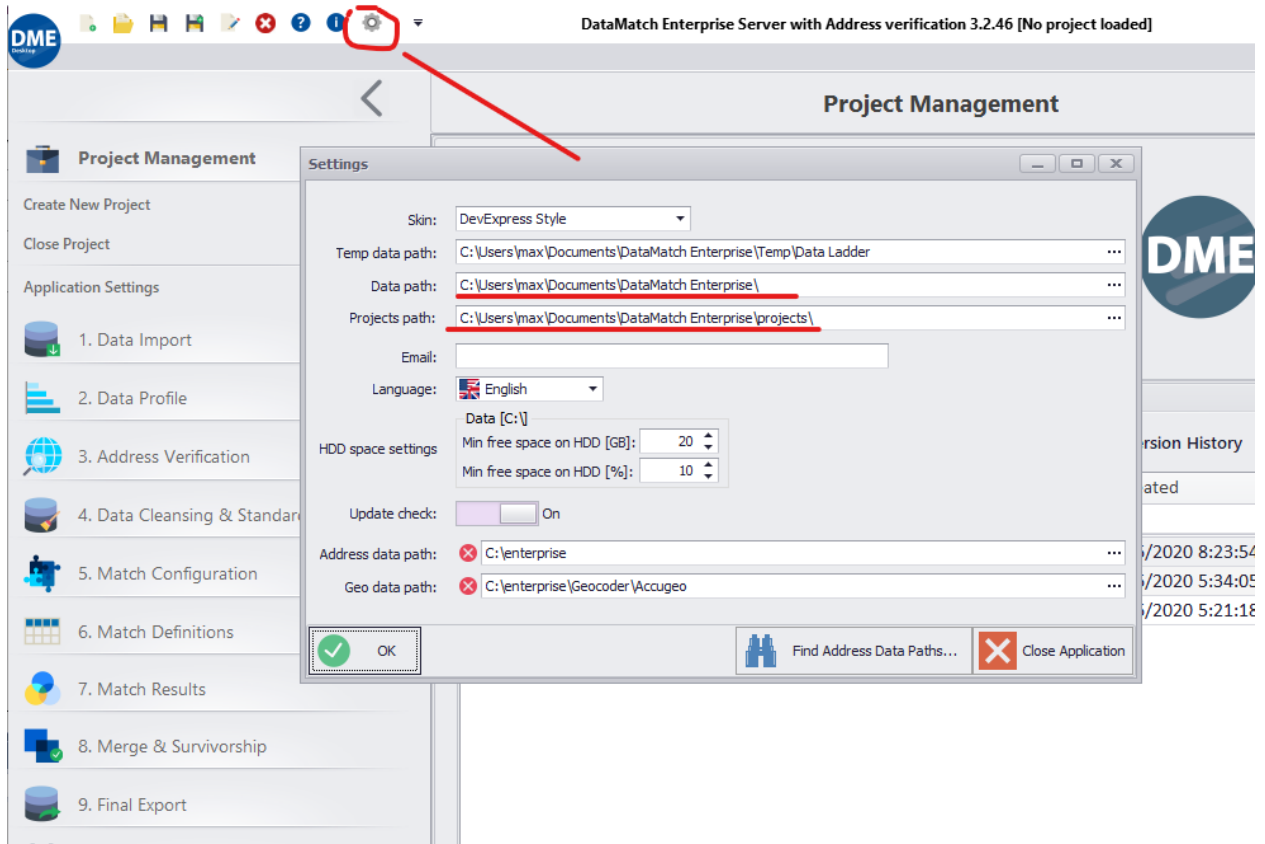 DataMatch Enterprise Server with Address verification 3.2.46 [No project loaded]
DME
Desktop
Project Management
Project Management
Create New Project
Close Project
Application Settings
1. Data Import
2. Data Profile
3. Address Verification
4. Data Cleansing & Standar
5. Match Configuration
6. Match Definitions
7. Match Results
8. Merge & Survivorship
9. Final Export
Settings
Skin: DevExpress Style
Temp data path: C:\Users\max\Documents\DataMatch Enterprise\Temp\Data Ladder ...
Data path: C:\Users\max\Documents\DataMatch Enterprise\ ...
Projects path: C:\Users\max\Documents\DataMatch Enterprise\projects\ ...
Email:
Language: English
HDD space settings
Data [C:\]
Min free space on HDD [GB]: 20
Min free space on HDD [%]: 10
Update check: On
Address data path: C:\enterprise ...
Geo data path: C:\enterprise\Geocoder\Accugeo ...
OK
Find Address Data Paths...
Close Application
DME
rsion History
ated
/2020 8:23:54
/2020 5:34:05
/2020 5:21:18